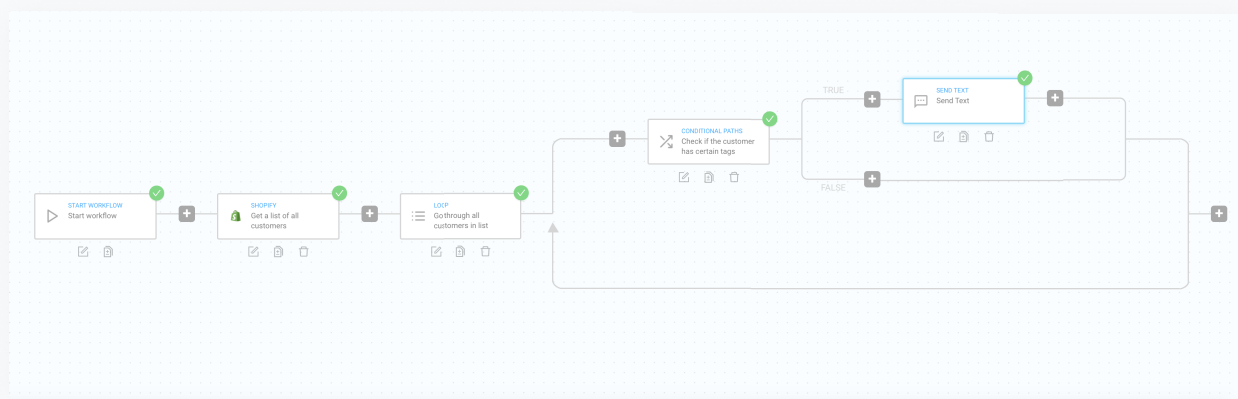 START WORKFLOW
Start workflow
SHOPIFY
Get a list of all
customers
LOOP
Go through all
customers in list
CONDITIONAL PATHS
Check if the customer
has certain tags
TRUE
SEND TEXT
Send Text
FALSE